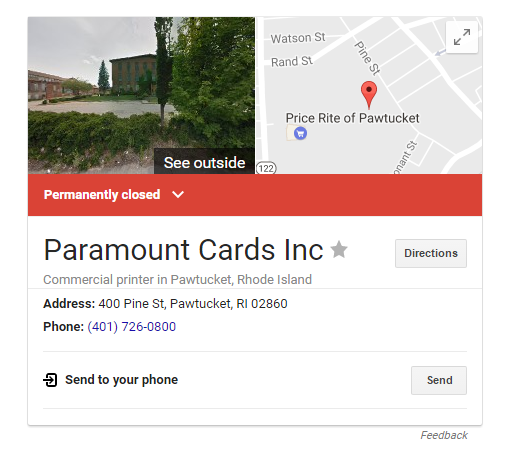 Watson St
Rand St
Pine St
Price Rite of Pawtucket
onant St
122
See outside
Permanently closed
Paramount Cards Inc
Directions
Commercial printer in Pawtucket, Rhode Island
Address: 400 Pine St, Pawtucket, RI 02860
Phone: (401) 726-0800
Send to your phone
Send
Feedback